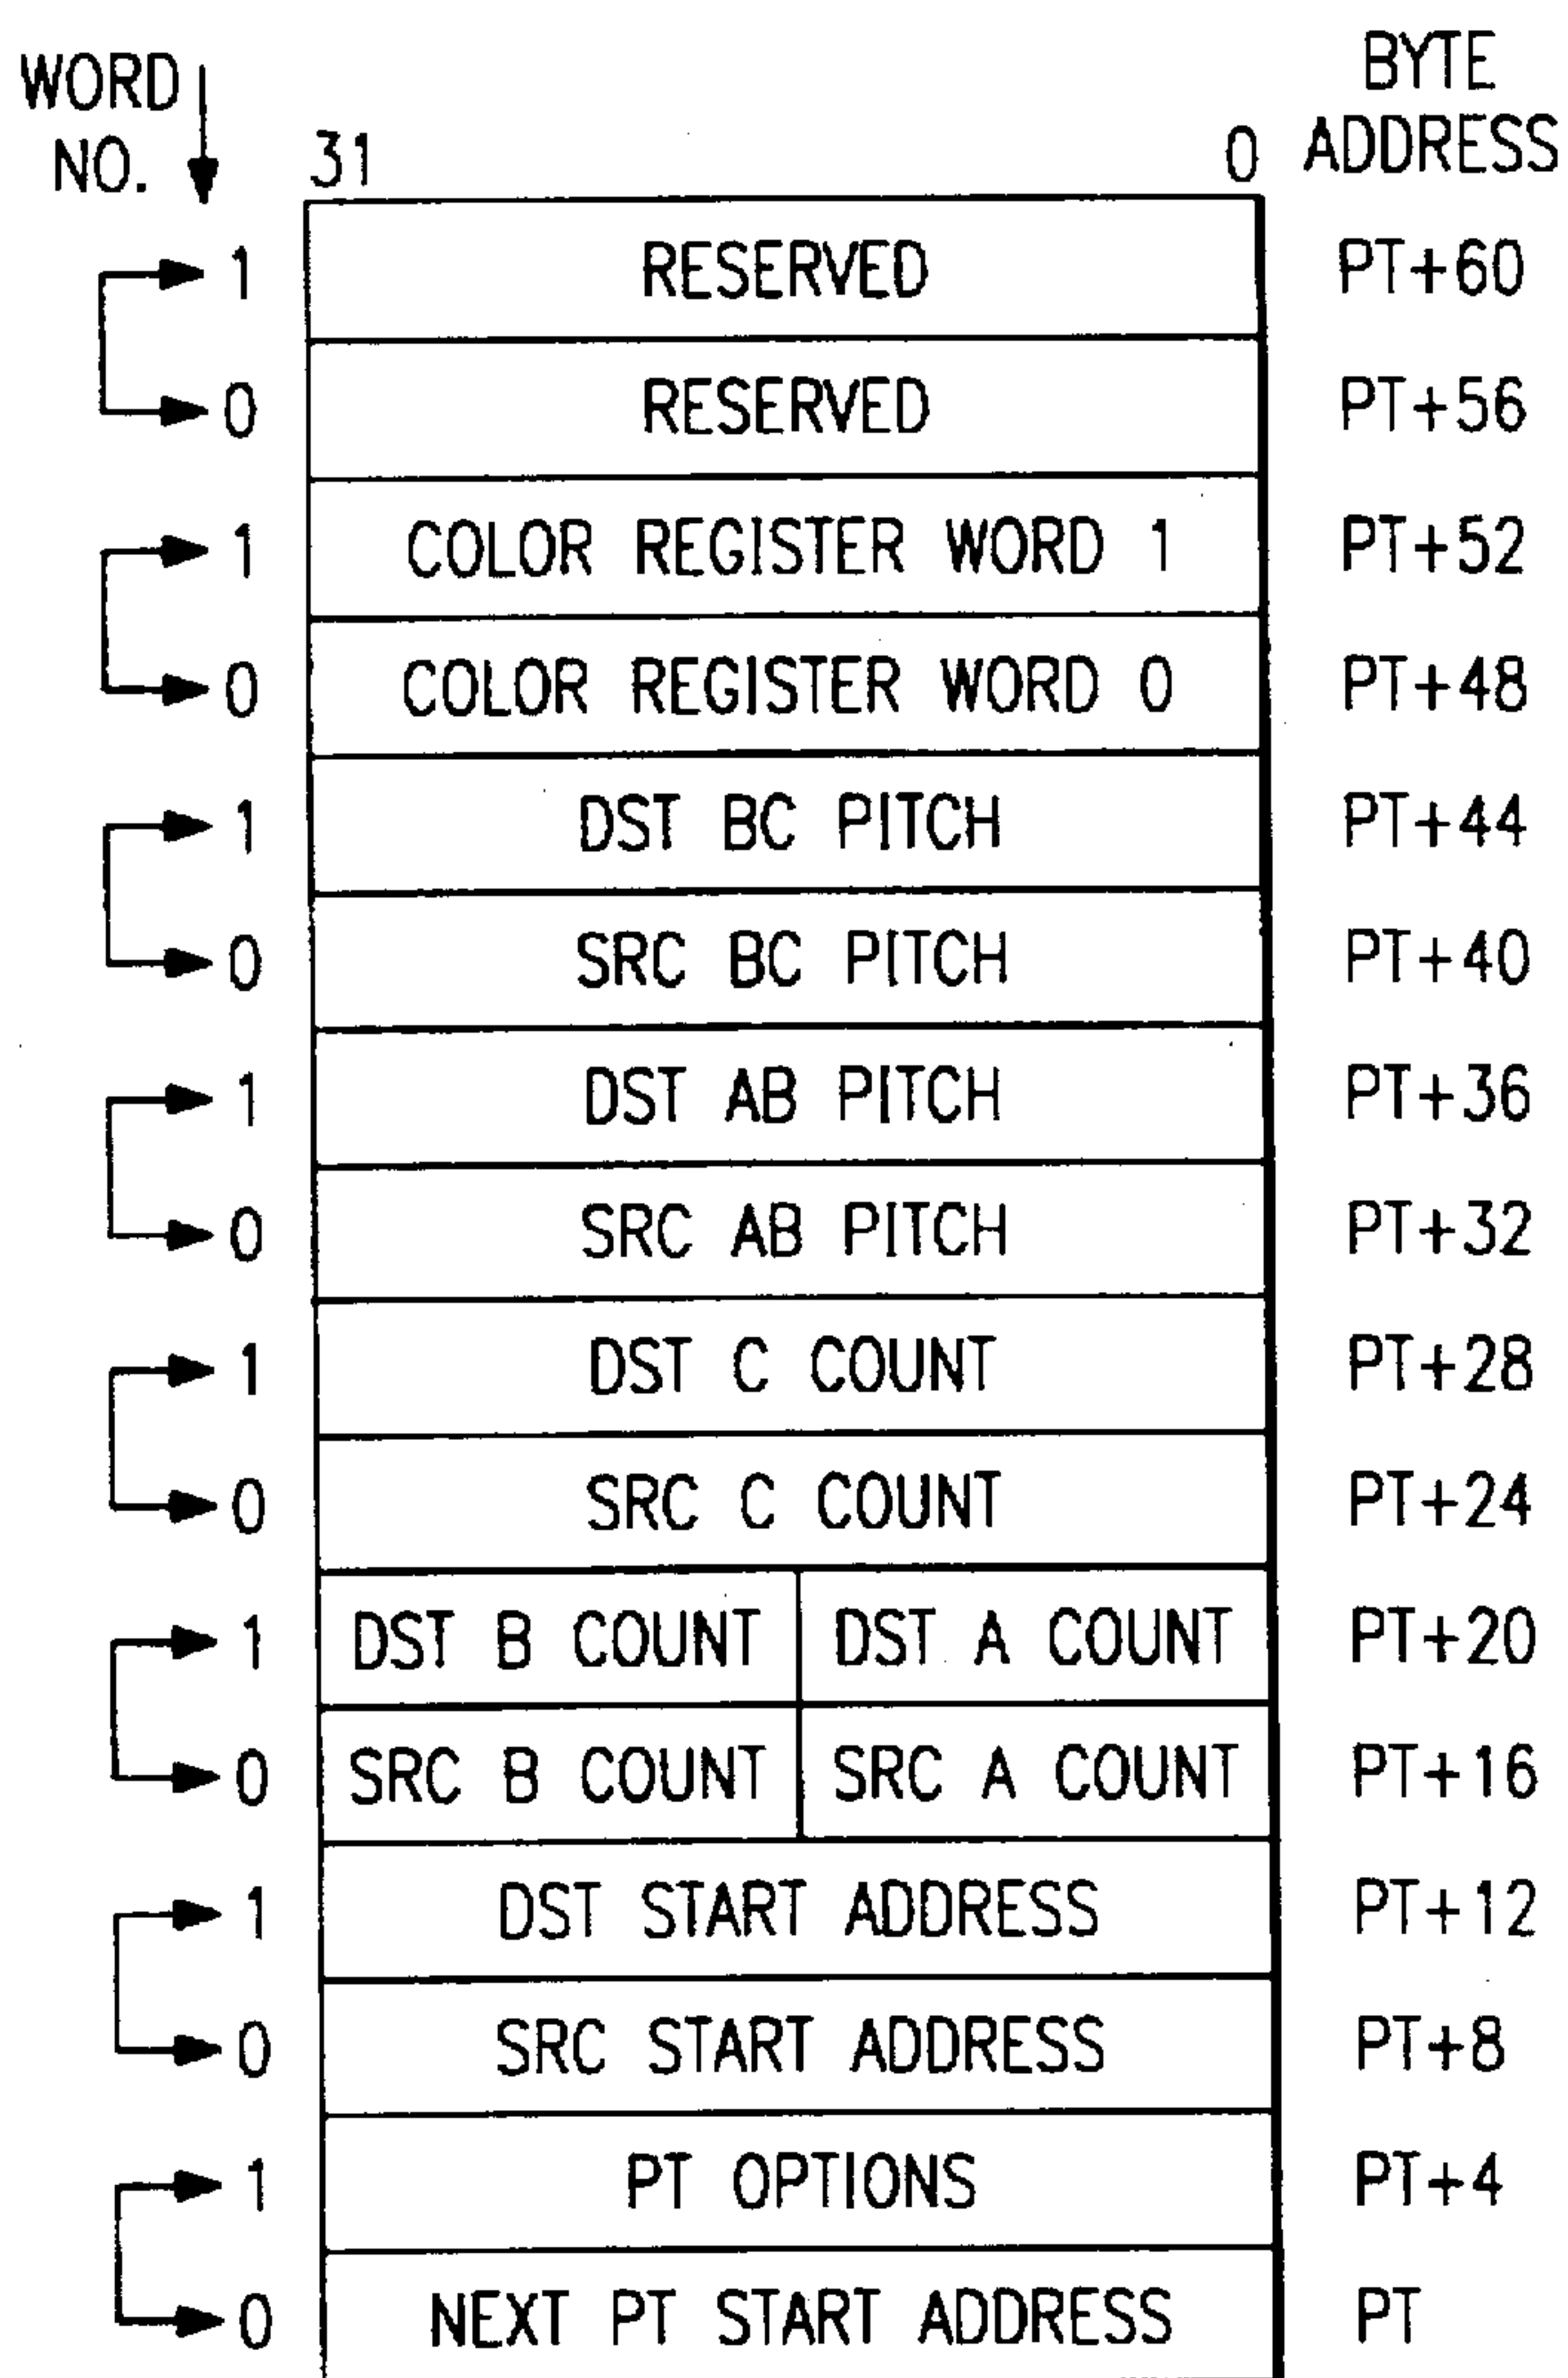 WORD NO.
31 0
BYTE ADDRESS
1 RESERVED PT+60
0 RESERVED PT+56
1 COLOR REGISTER WORD 1 PT+52
0 COLOR REGISTER WORD 0 PT+48
1 DST BC PITCH PT+44
0 SRC BC PITCH PT+40
1 DST AB PITCH PT+36
0 SRC AB PITCH PT+32
1 DST C COUNT PT+28
0 SRC C COUNT PT+24
1 DST B COUNT DST A COUNT PT+20
0 SRC B COUNT SRC A COUNT PT+16
1 DST START ADDRESS PT+12
0 SRC START ADDRESS PT+8
1 PT OPTIONS PT+4
0 NEXT PT START ADDRESS PT